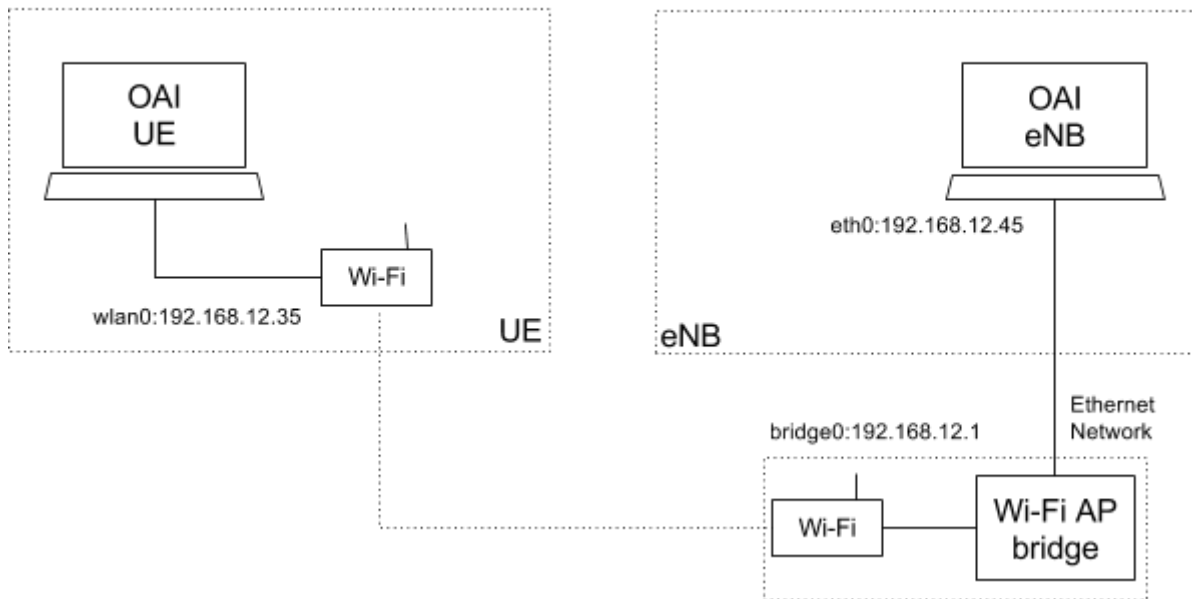 OAI
UE
Wi-Fi
wlan0:192.168.12.35
UE
OAI
eNB
eth0:192.168.12.45
eNB
Ethernet
Network
bridge0:192.168.12.1
Wi-Fi
Wi-Fi AP
bridge